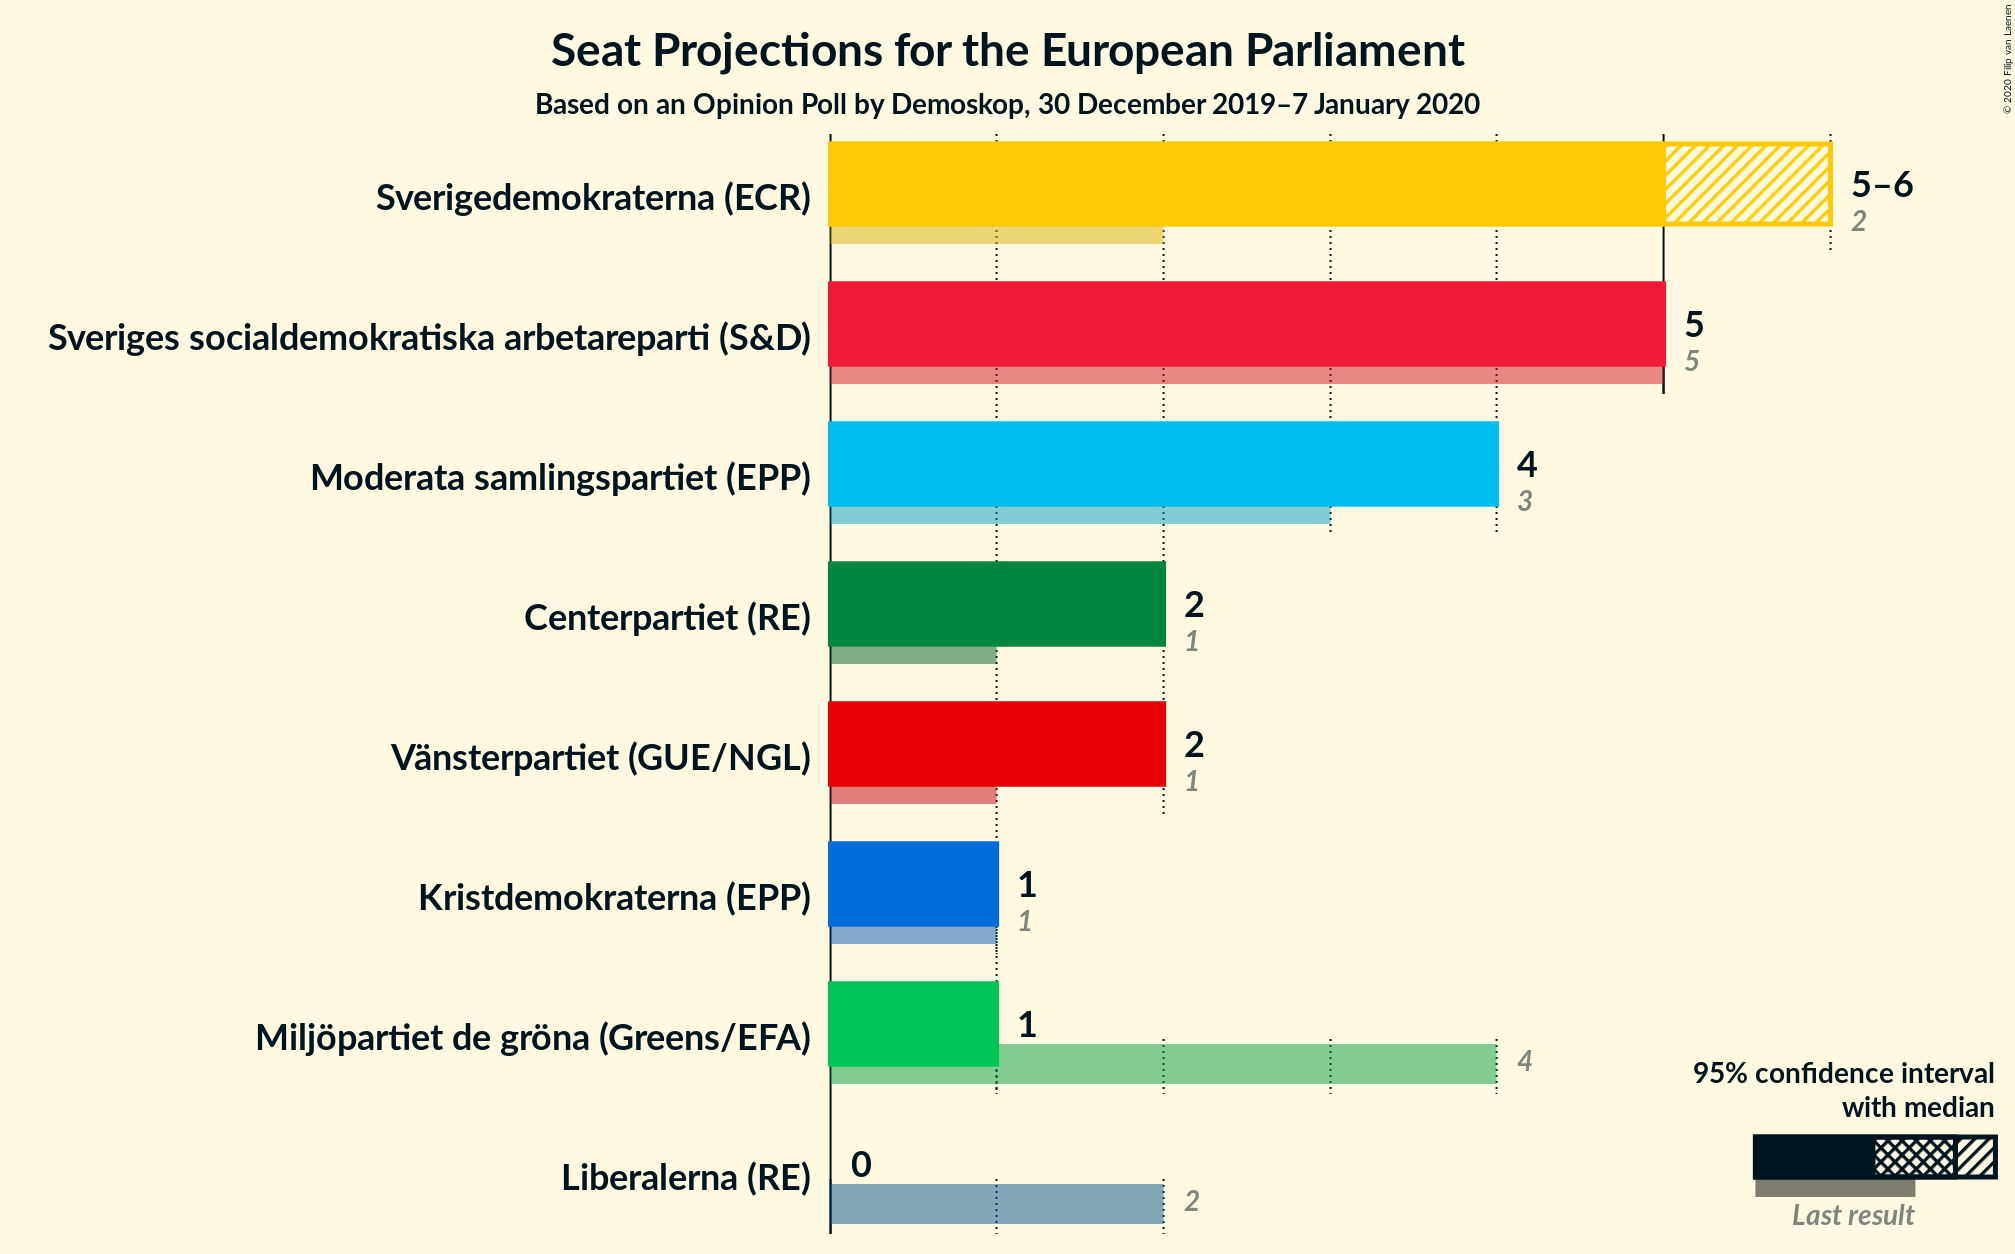 Seat Projections for the European Parliament
Based on an Opinion Poll by Demoskop, 30 December 2019–7 January 2020
© 2020 Filip van Laenen
Sverigedemokraterna (ECR)
5–6
2
Sveriges socialdemokratiska arbetareparti (S&D)
5
5
Moderata samlingspartiet (EPP)
4
3
Centerpartiet (RE)
2
1
Vänsterpartiet (GUE/NGL)
2
1
Kristdemokraterna (EPP)
1
1
Miljöpartiet de gröna (Greens/EFA)
1
4
Liberalerna (RE)
0
2
95% confidence interval
with median
Last result